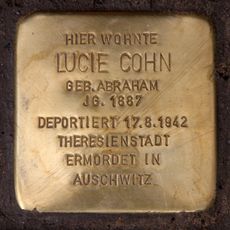 HIER WOHNTE
LUCIE COHN
GEB. ABRAHAM
JG. 1887
DEPORTIERT 17.8.1942
THERESIENSTADT
ERMORDET IN
AUSCHWITZ